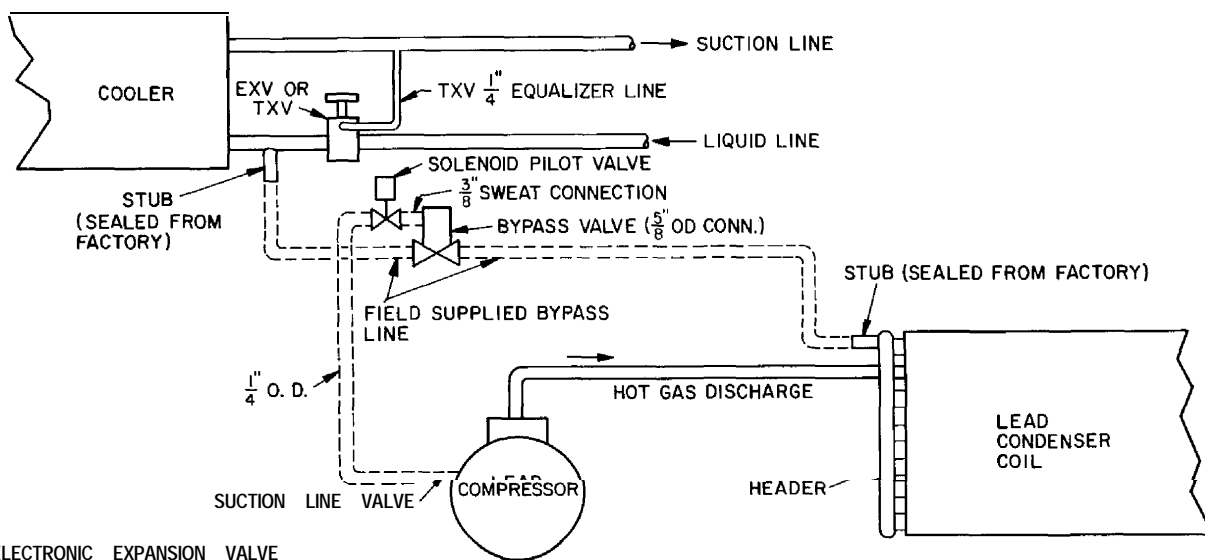 SUCTION LINE
COOLER
EXV OR
TXV
TXV 1/4" EQUALIZER LINE
LIQUID LINE
SOLENOID PILOT VALVE
STUB
(SEALED FROM
FACTORY)
3/8" SWEAT CONNECTION
BYPASS VALVE (5/8" OD CONN.)
STUB (SEALED FROM FACTORY)
FIELD SUPPLIED BYPASS
LINE
1/4" O. D.
HOT GAS DISCHARGE
LEAD
CONDENSER
COIL
LEAD
COMPRESSOR
HEADER
SUCTION LINE VALVE
ELECTRONIC EXPANSION VALVE